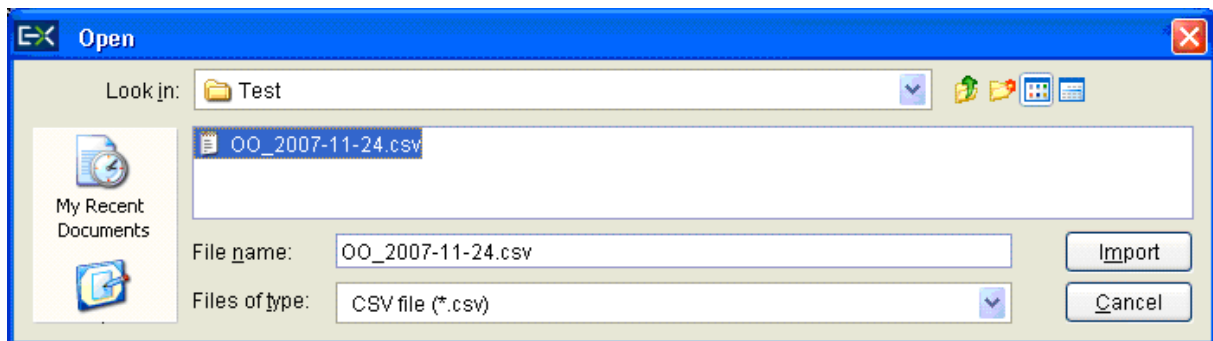 EX Open
Look in: Test
OO_2007-11-24.csv
My Recent
Documents
File name: OO_2007-11-24.csv Import
Files of type: CSV file (*.csv) Cancel